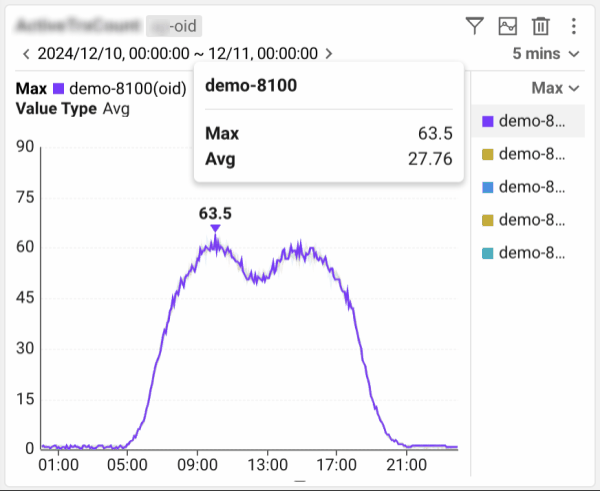 -oid
2024/12/10, 00:00:00 ~ 12/11, 00:00:00
5 mins
Max demo-8100(oid)
Value Type Avg
demo-8100
Max 63.5
Avg 27.76
Max
demo-8...
demo-8...
demo-8...
demo-8...
demo-8...
63.5
90
75
60
45
30
15
0
01:00 05:00 09:00 13:00 17:00 21:00